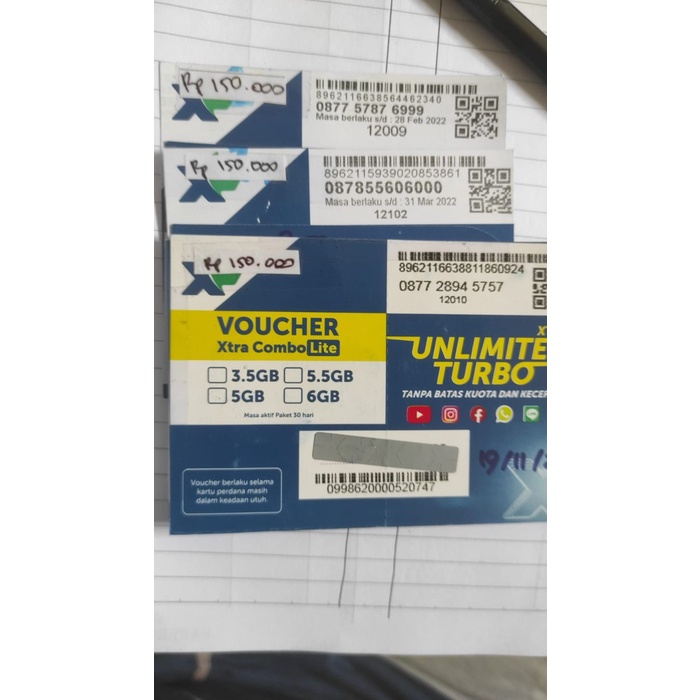 Rp 150.000
8962116638564462340
0877 5787 6999
Masa berlaku s/d : 28 Feb 2022
12009
Rp 150.000
8962115939020853861
087855606000
Masa berlaku s/d : 31 Mar 2022
12102
Rp 150.000
8962116638811860924
0877 2894 5757
12010
VOUCHER
Xtra Combo Lite
3.5GB 5.5GB
5GB 6GB
Masa aktif Paket 30 hari
X
UNLIMITE
TURBO
TANPA BATAS KUOTA DAN KECEP
19/11/2
Voucher berlaku selama
kartu perdana masih
dalam keadaan utuh.
0998620000520747